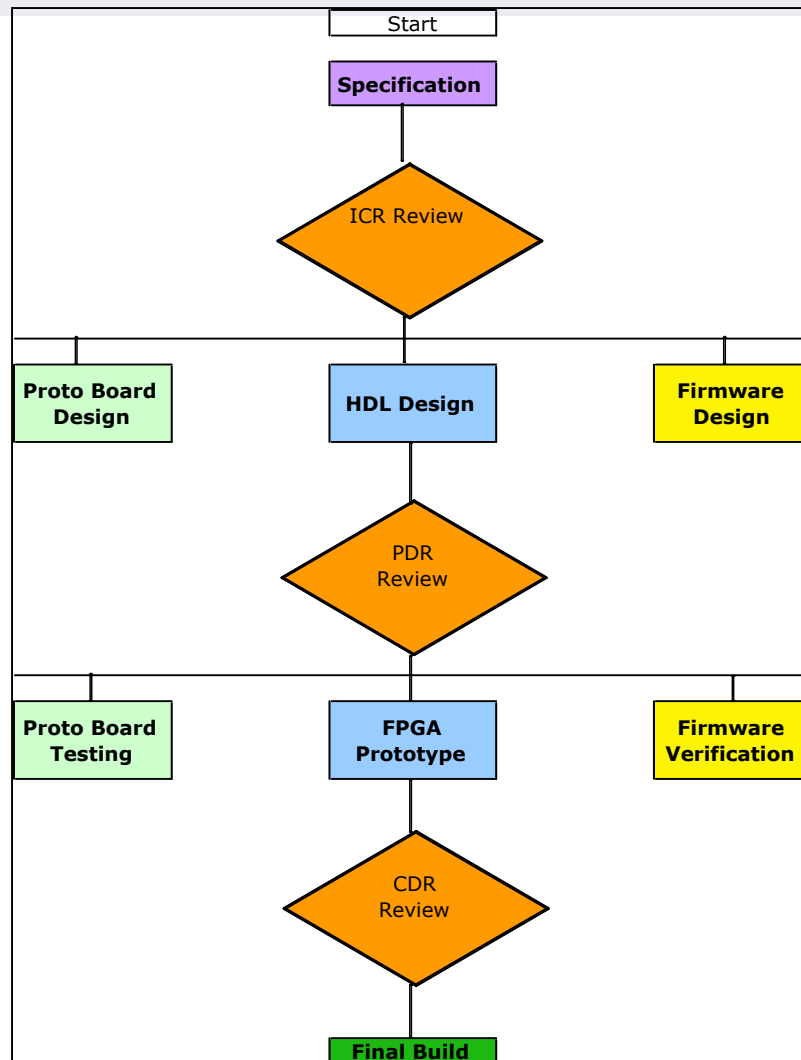 Start
Specification
ICR Review
Proto Board
Design
HDL Design
Firmware
Design
PDR
Review
Proto Board
Testing
FPGA
Prototype
Firmware
Verification
CDR
Review
Final Build